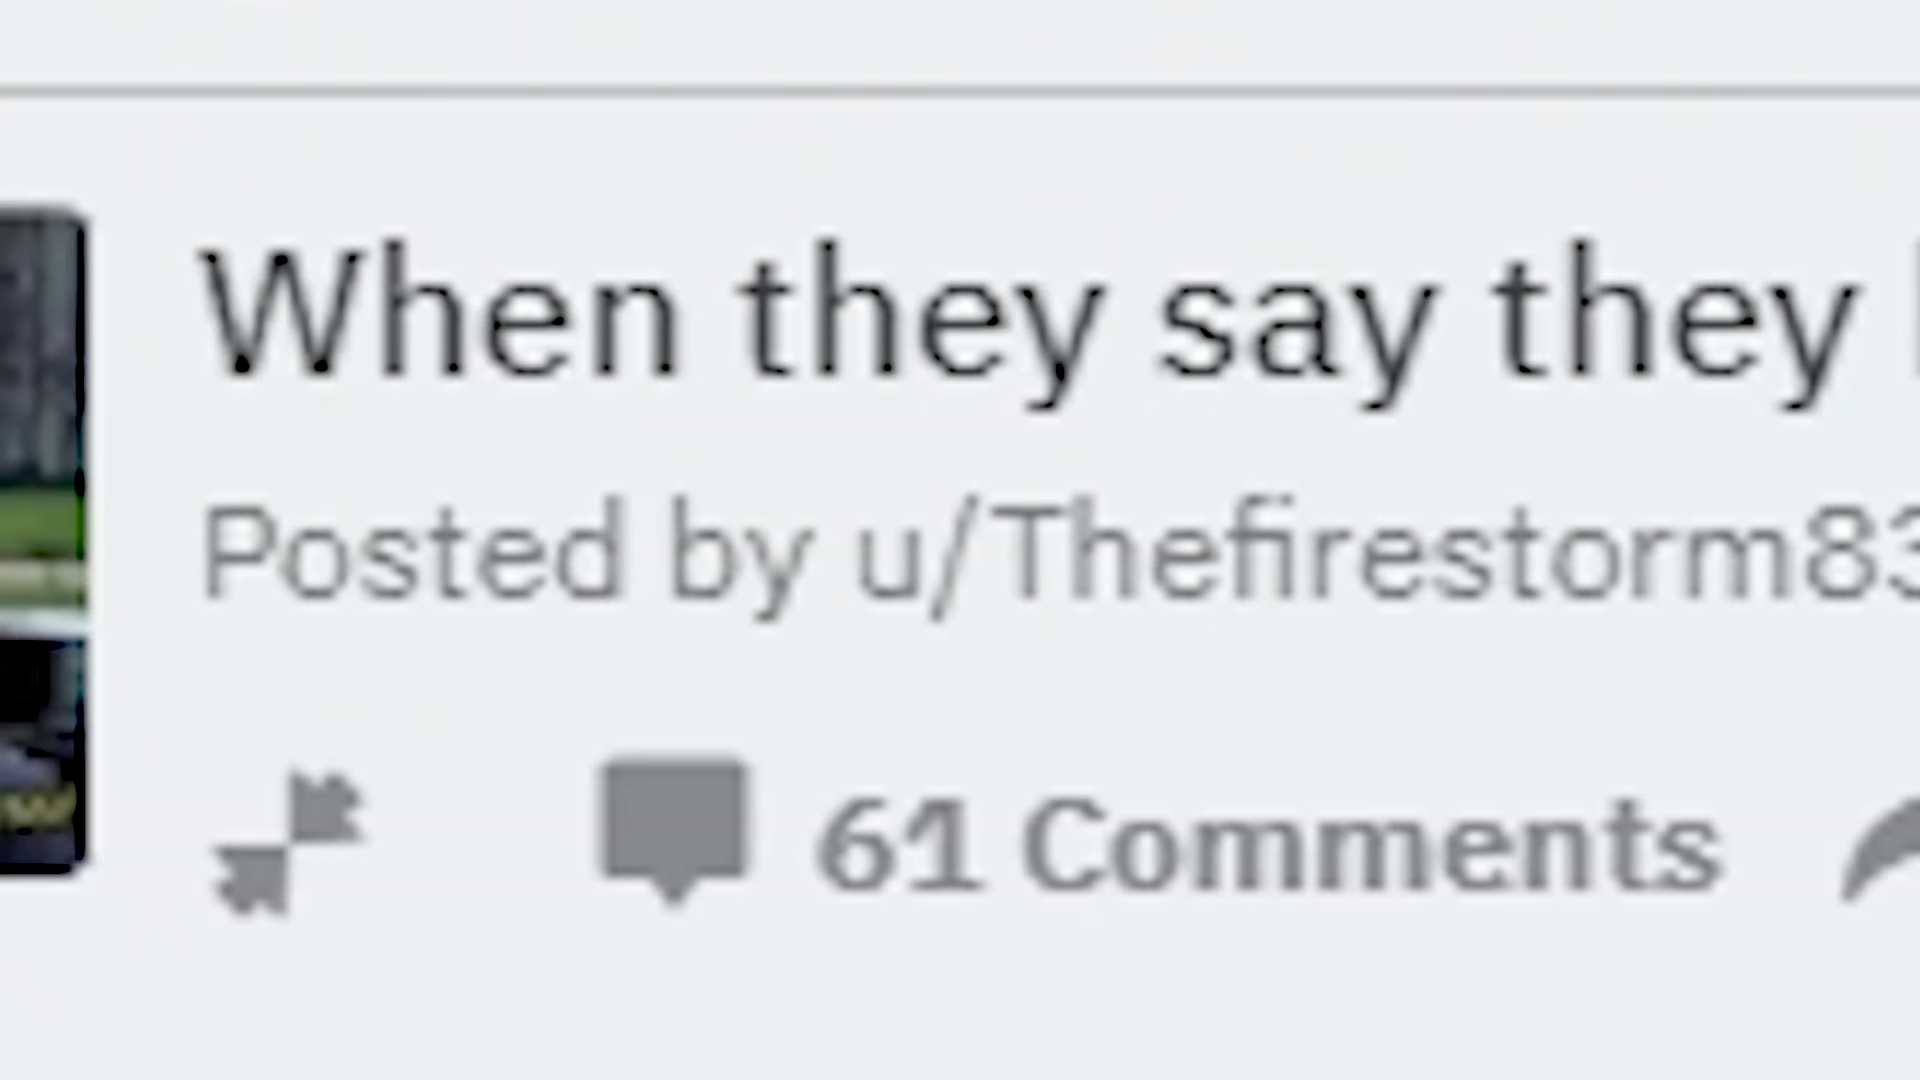 When they say they
Posted by u/Thefirestorm83
61 Comments